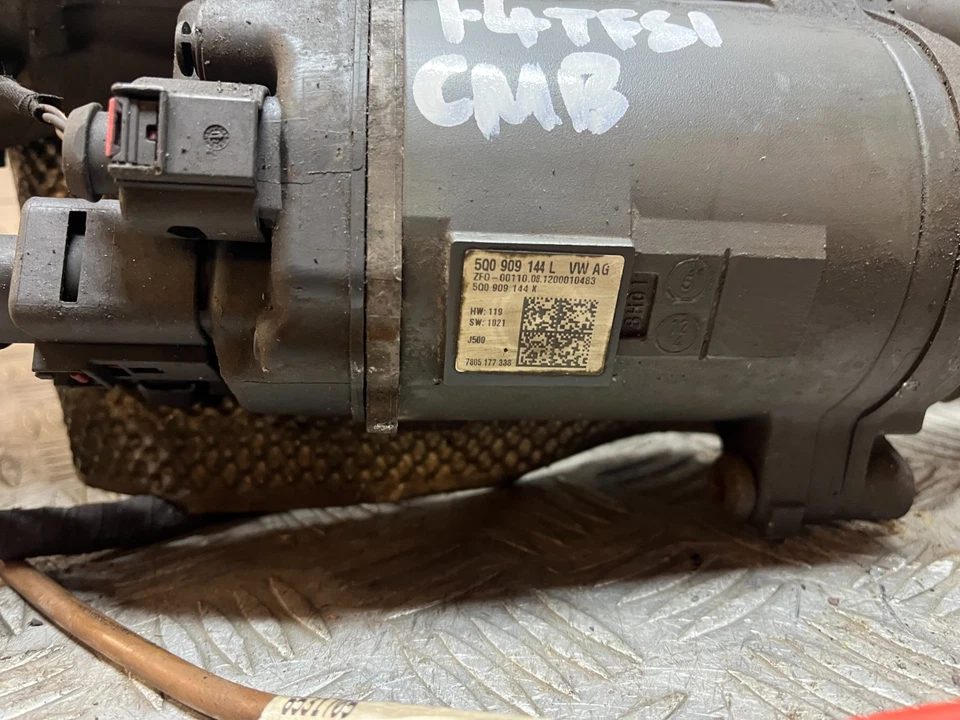 1-4TFSI
CMB
5Q0 909 144 L VW AG
ZF0-00110.08.1200010483
5Q0 909 144 N
HW: 119
SW: 1021
J500
7805 177 338